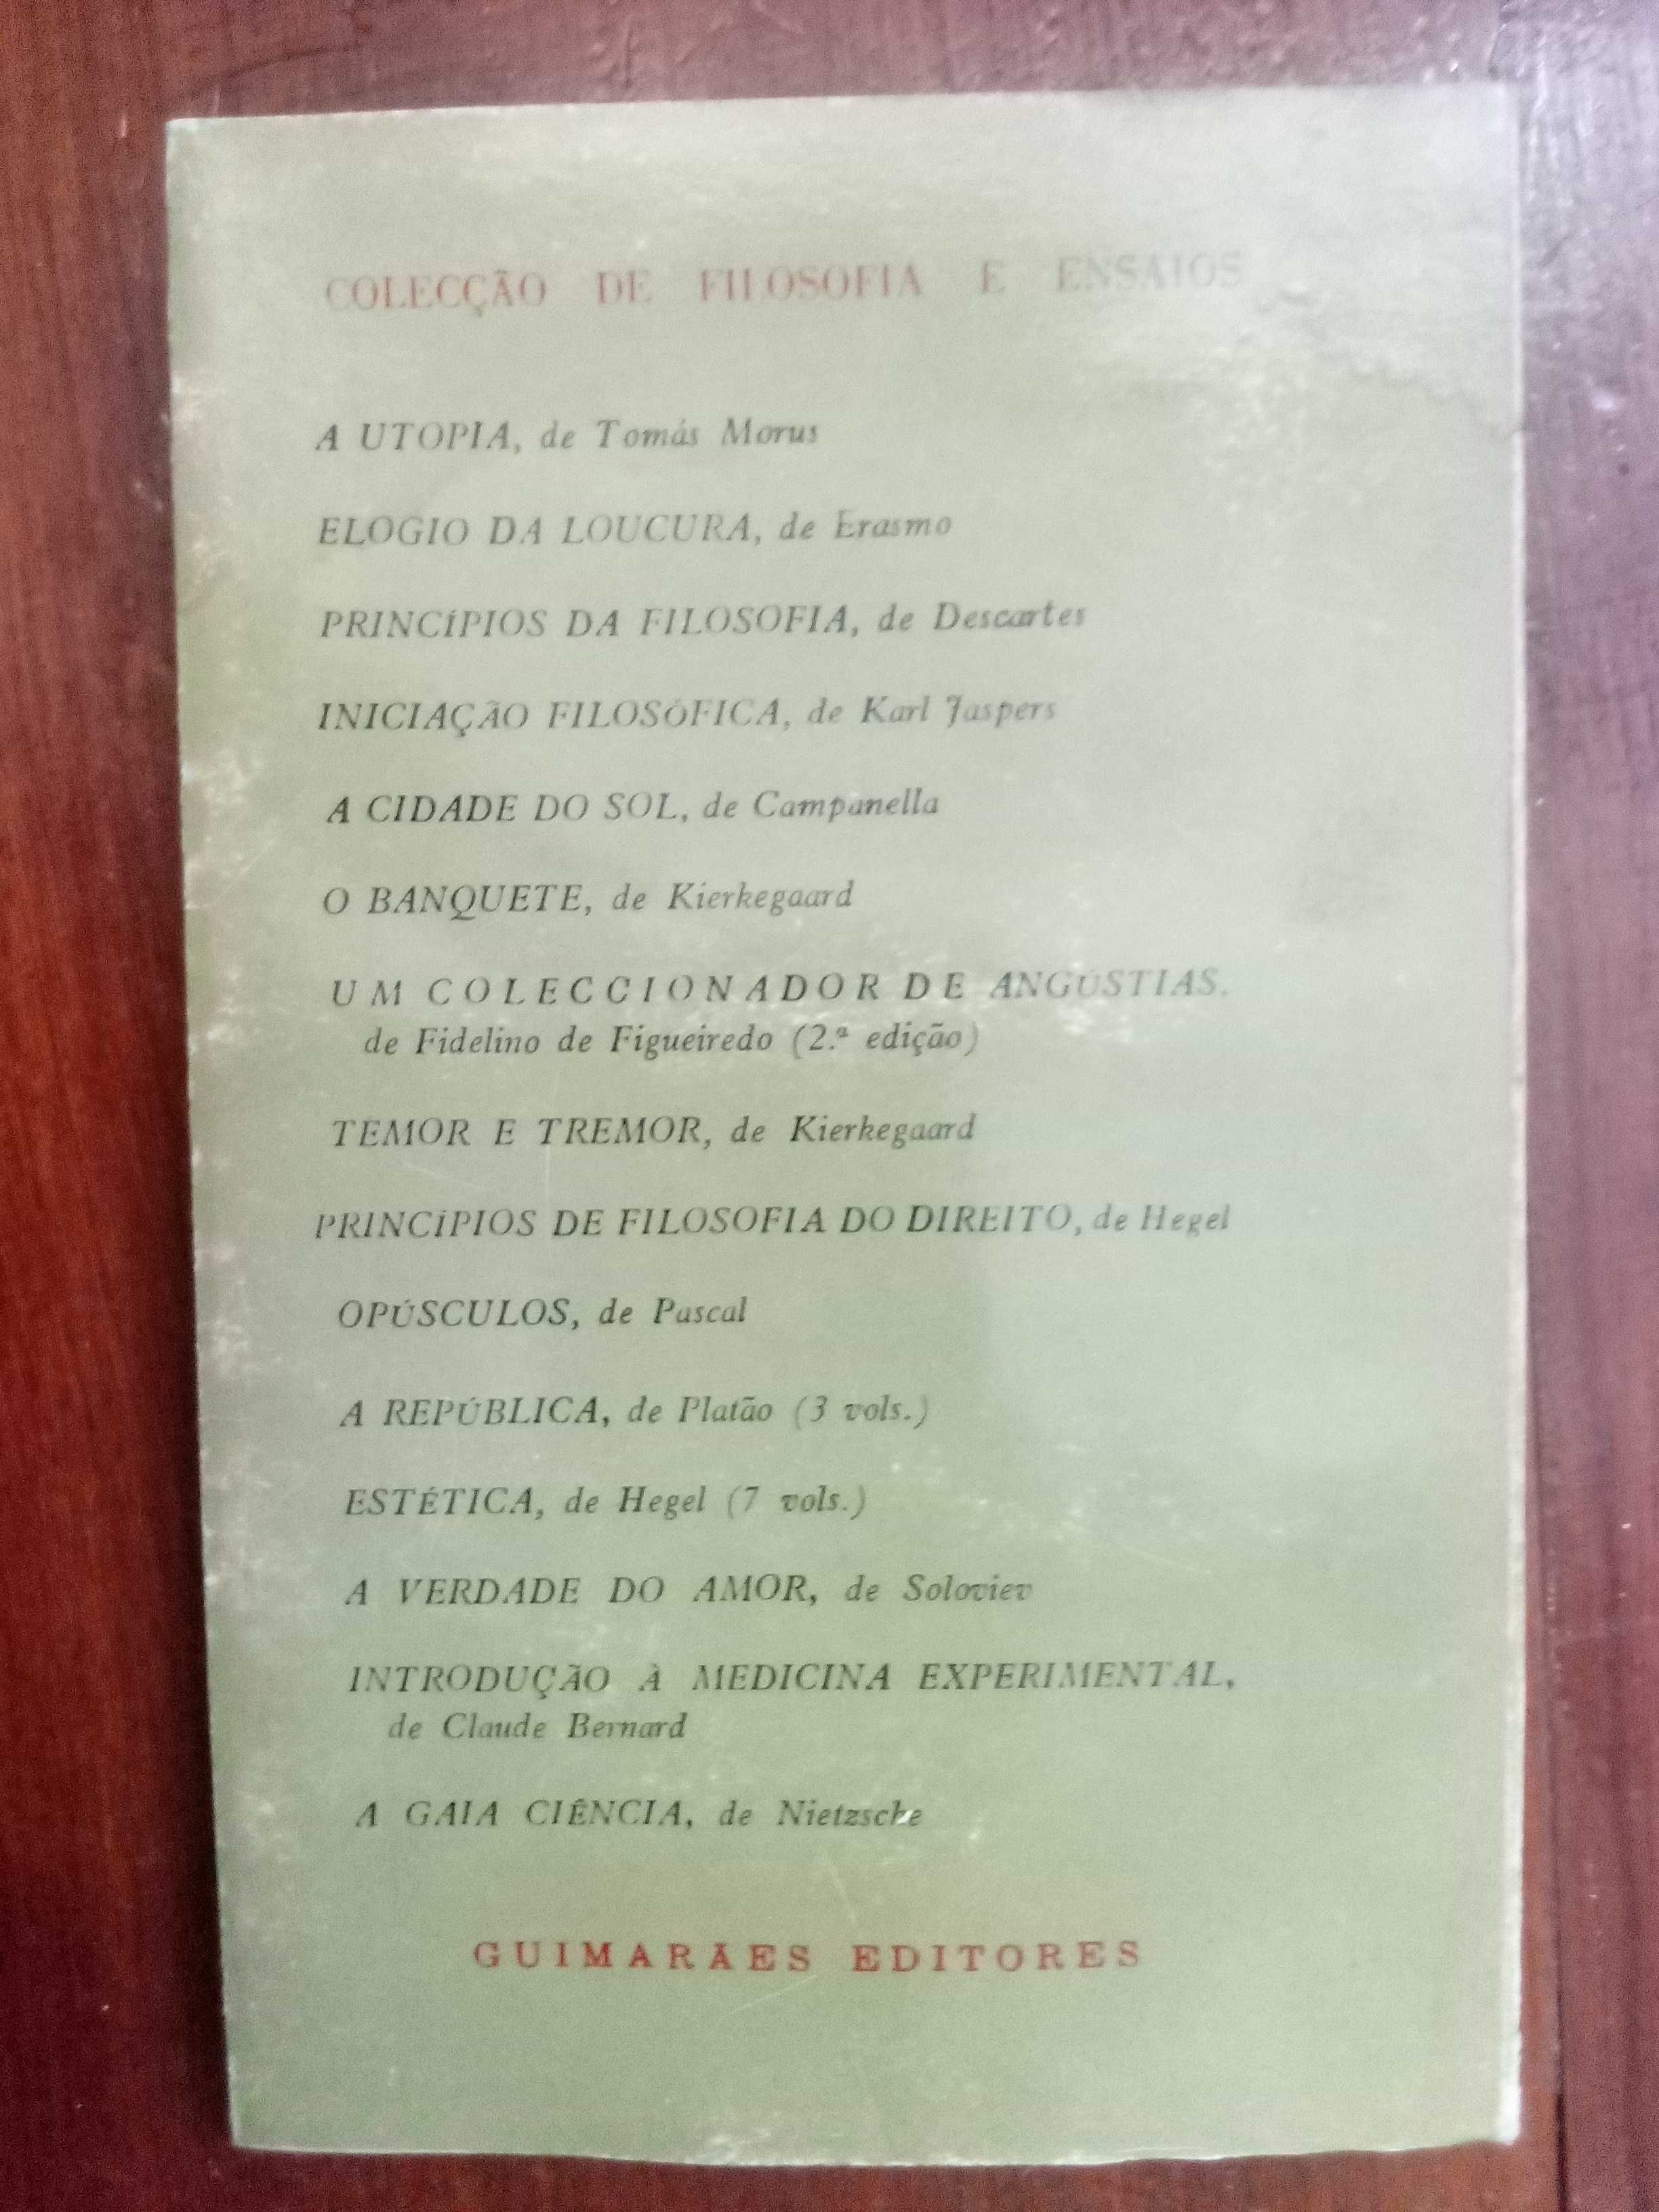 COLECÇÃO DE FILOSOFIA E ENSAIOS
A UTOPIA, de Tomás Morus
ELOGIO DA LOUCURA, de Erasmo
PRINCÍPIOS DA FILOSOFIA, de Descartes
INICIAÇÃO FILOSÓFICA, de Karl Jaspers
A CIDADE DO SOL, de Campanella
O BANQUETE, de Kierkegaard
UM COLECCIONADOR DE ANGÚSTIAS.
de Fidelino de Figueiredo (2.ª edição)
TEMOR E TREMOR, de Kierkegaard
PRINCÍPIOS DE FILOSOFIA DO DIREITO, de Hegel
OPÚSCULOS, de Pascal
A REPÚBLICA, de Platão (3 vols.)
ESTÉTICA, de Hegel (7 vols.)
A VERDADE DO AMOR, de Soloviev
INTRODUÇÃO À MEDICINA EXPERIMENTAL,
de Claude Bernard
A GAIA CIÊNCIA, de Nietzsche
GUIMARÃES EDITORES